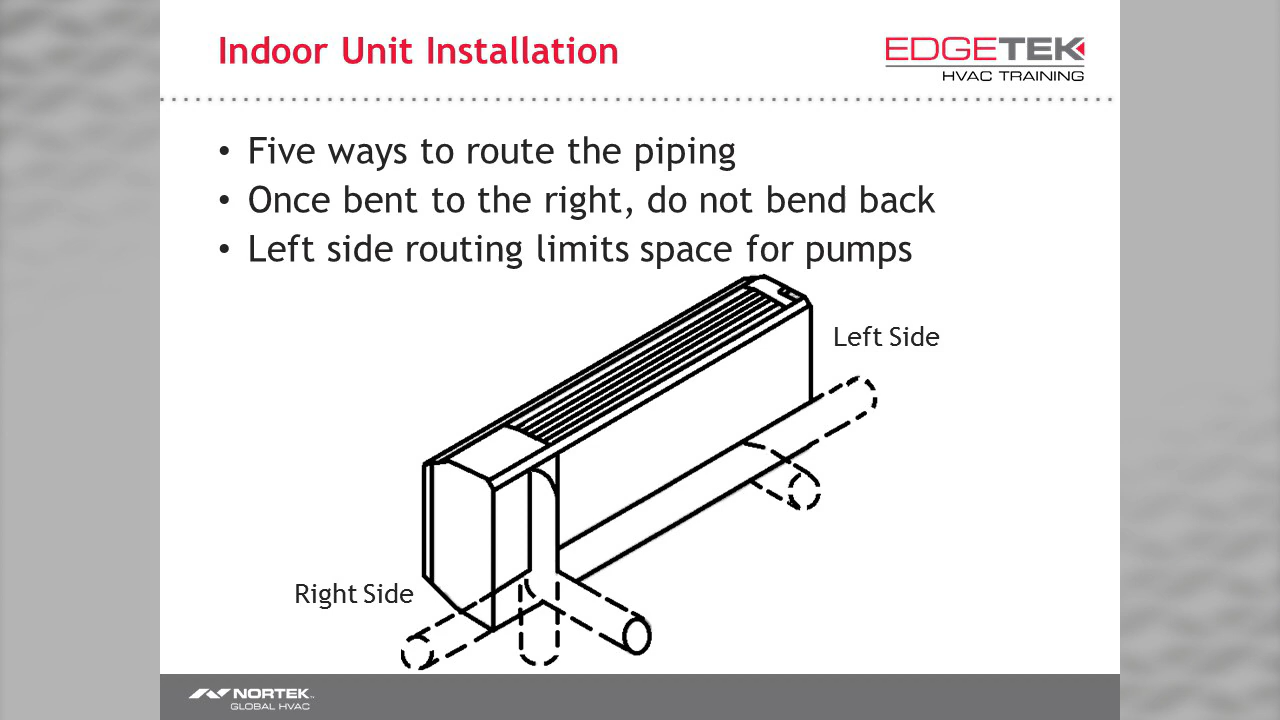 Indoor Unit Installation
EDGETEK
HVAC TRAINING
• Five ways to route the piping
• Once bent to the right, do not bend back
• Left side routing limits space for pumps
Left Side
Right Side
NORTEK
GLOBAL HVAC